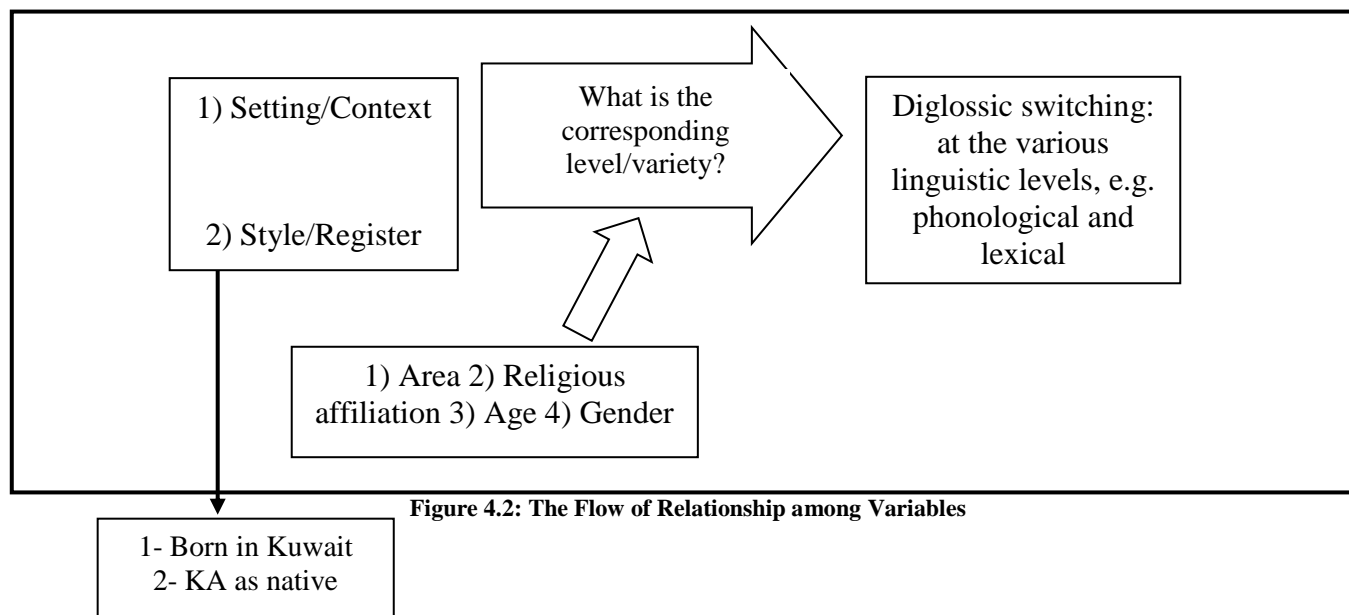 1) Setting/Context
2) Style/Register
What is the
corresponding
level/variety?
Diglossic switching:
at the various
linguistic levels, e.g.
phonological and
lexical
1) Area 2) Religious
affiliation 3) Age 4) Gender
Figure 4.2: The Flow of Relationship among Variables
1- Born in Kuwait
2- KA as native